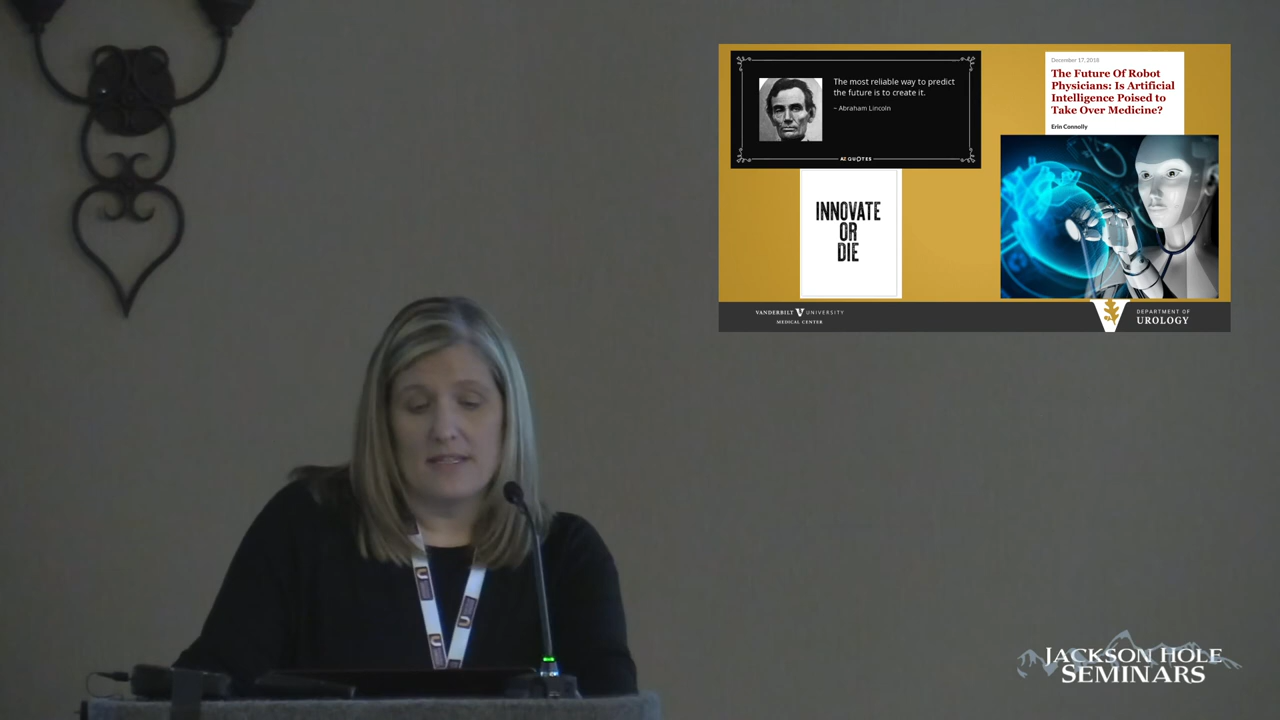 The most reliable way to predict
the future is to create it.
~ Abraham Lincoln
AZ QUOTES
INNOVATE
OR
DIE
December 17, 2018
The Future Of Robot
Physicians: Is Artificial
Intelligence Poised to
Take Over Medicine?
Erin Connolly
VANDERBILT V UNIVERSITY
MEDICAL CENTER
DEPARTMENT OF
UROLOGY
JACKSON HOLE
SEMINARS